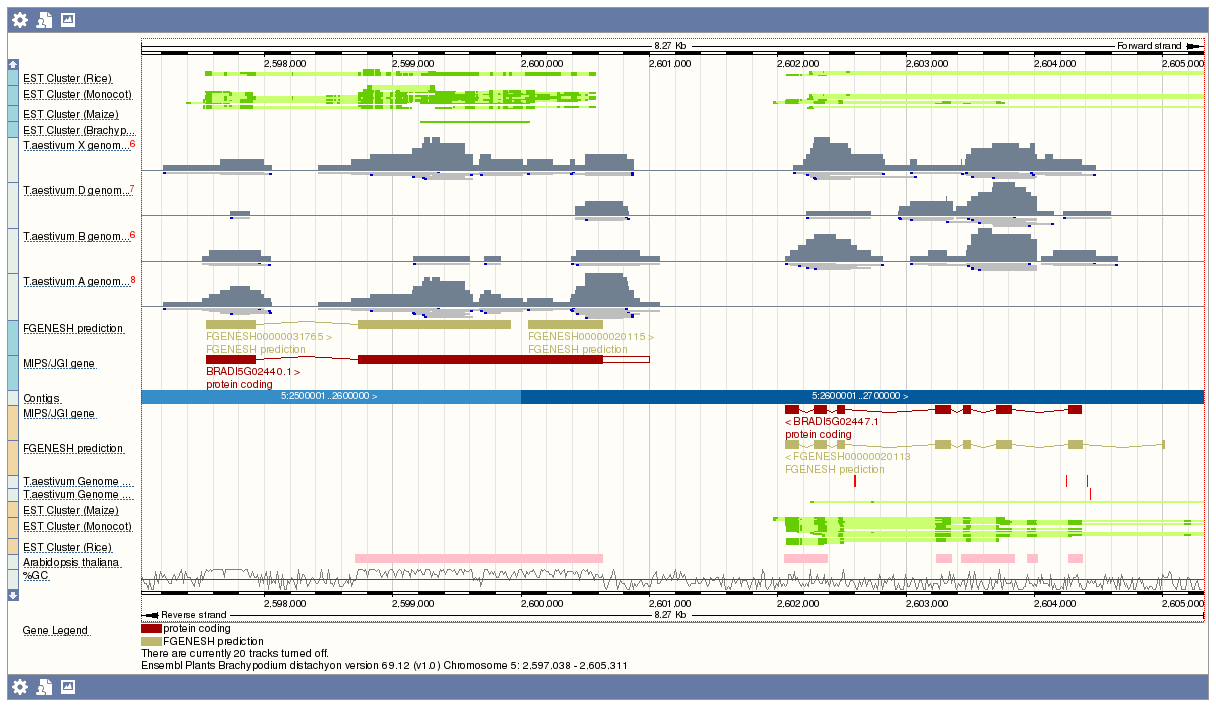 8.27 Kb Forward strand
2,598,000 2,599,000 2,600,000 2,601,000 2,602,000 2,603,000 2,604,000 2,605,000
EST Cluster (Rice)
EST Cluster (Monocot)
EST Cluster (Maize)
EST Cluster (Brachyp...
T.aestivum X genom...6
T.aestivum D genom...7
T.aestivum B genom...6
T.aestivum A genom...8
FGENESH prediction
FGENESH00000031765 > FGENESH00000020115 >
FGENESH prediction FGENESH prediction
MIPS/JGI gene
BRADI5G02440.1 >
protein coding
Contigs 5:2500001..2600000 > 5:2600001..2700000 >
MIPS/JGI gene
< BRADI5G02447.1
protein coding
FGENESH prediction
< FGENESH00000020113
FGENESH prediction
T.aestivum Genome ...
T.aestivum Genome ...
EST Cluster (Maize)
EST Cluster (Monocot)
EST Cluster (Rice)
Arabidopsis thaliana
%GC
2,598,000 2,599,000 2,600,000 2,601,000 2,602,000 2,603,000 2,604,000 2,605,000
Reverse strand 8.27 Kb
Gene Legend protein coding
FGENESH prediction
There are currently 20 tracks turned off.
Ensembl Plants Brachypodium distachyon version 69.12 (v1.0) Chromosome 5: 2,597,038 - 2,605,311